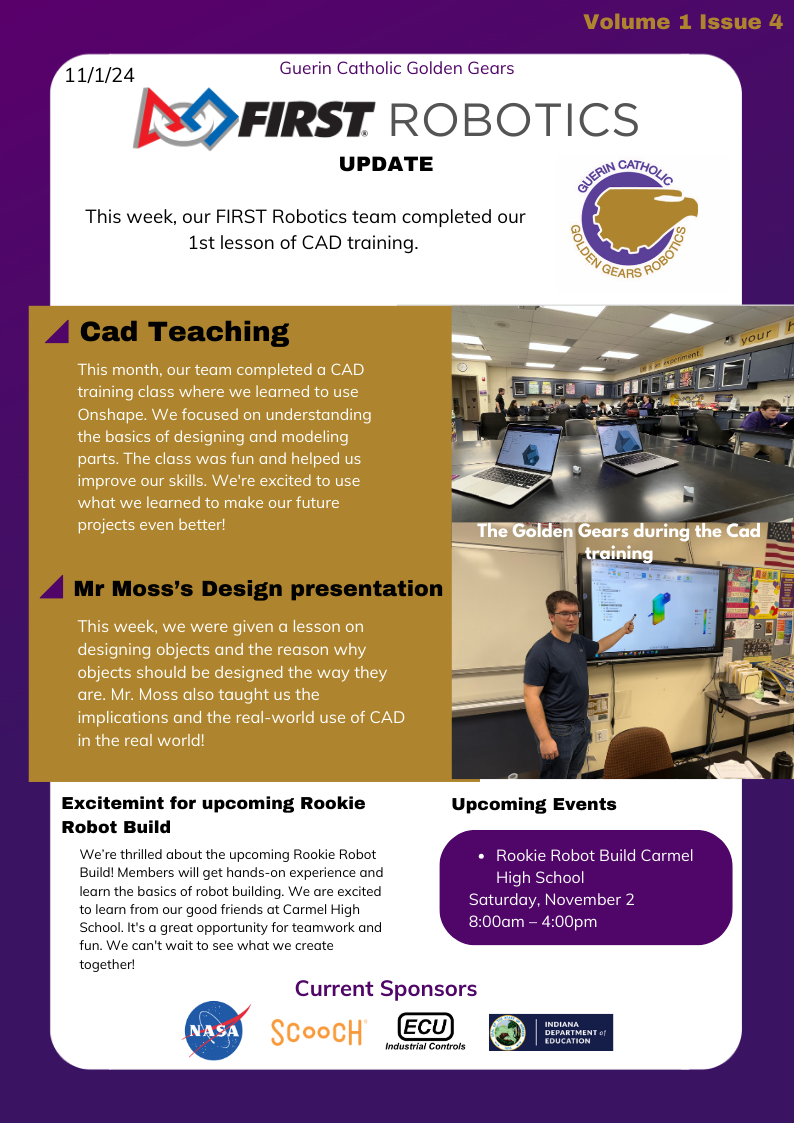 Volume 1 Issue 4
11/1/24
Guerin Catholic Golden Gears
FIRST® ROBOTICS
UPDATE
This week, our FIRST Robotics team completed our
1st lesson of CAD training.
GUERIN CATHOLIC
GOLDEN GEARS ROBOTICS
Cad Teaching
This month, our team completed a CAD
training class where we learned to use
Onshape. We focused on understanding
the basics of designing and modeling
parts. The class was fun and helped us
improve our skills. We're excited to use
what we learned to make our future
projects even better!
your h
is an experiment.
The Golden Gears during the Cad
training
Mr Moss’s Design presentation
This week, we were given a lesson on
designing objects and the reason why
objects should be designed the way they
are. Mr. Moss also taught us the
implications and the real-world use of CAD
in the real world!
Excitemint for upcoming Rookie
Robot Build
We’re thrilled about the upcoming Rookie Robot
Build! Members will get hands-on experience and
learn the basics of robot building. We are excited
to learn from our good friends at Carmel High
School. It's a great opportunity for teamwork and
fun. We can't wait to see what we create
together!
Upcoming Events
• Rookie Robot Build Carmel
High School
Saturday, November 2
8:00am – 4:00pm
Current Sponsors
NASA
SCOOCH®
ECU
Industrial Controls
INDIANA
DEPARTMENT of
EDUCATION